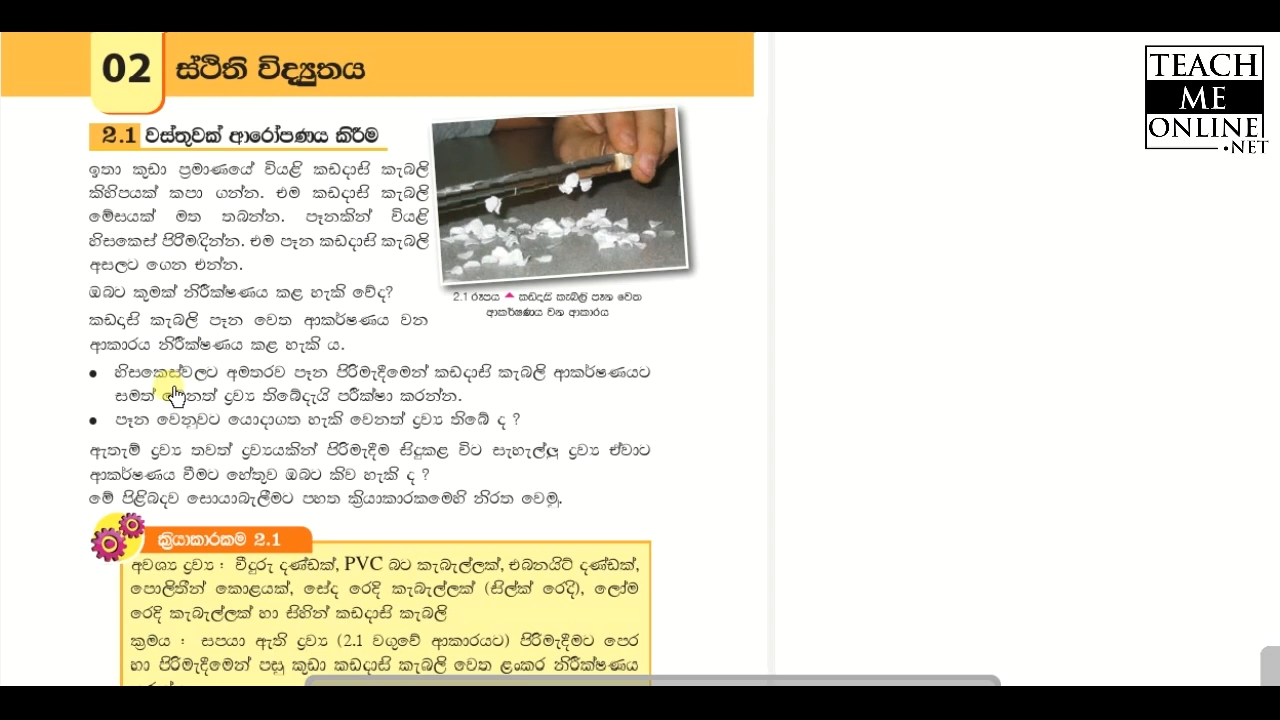 02 ස්ථිති විද්‍යුතය
TEACH
ME
ONLINE
.NET
2.1 වස්තුවක් ආරෝපණය කිරීම
ඉතා කුඩා ප්‍රමාණයේ වියළි කඩදාසි කැබලි
කිහිපයක් කපා ගන්න. එම කඩදාසි කැබලි
මේසයක් මත තබන්න. පෑනකින් වියළි
හිසකෙස් පිරිමදින්න. එම පෑන කඩදාසි කැබලි
අසලට ගෙන එන්න.
ඔබට කුමක් නිරීක්ෂණය කළ හැකි වේද?
කඩදාසි කැබලි පෑන වෙත ආකර්ෂණය වන
ආකාරය නිරීක්ෂණය කළ හැකි ය.
2.1 රූපය ▲ කඩදාසි කැබලි පෑන වෙත
ආකර්ෂණය වන ආකාරය
• හිසකෙස්වලට අමතරව පෑන පිරිමැදීමෙන් කඩදාසි කැබලි ආකර්ෂණයට
සමත් ද්‍රව්‍ය තිබේදැයි පරීක්ෂා කරන්න.
• පෑන වෙනුවට යොදාගත හැකි වෙනත් ද්‍රව්‍ය තිබේ ද ?
ඇතැම් ද්‍රව්‍ය තවත් ද්‍රව්‍යයකින් පිරිමැදීම සිදුකළ විට සැහැල්ලු ද්‍රව්‍ය ඒවාට
ආකර්ෂණය වීමට හේතුව ඔබට කිව හැකි ද ?
මේ පිළිබදව සොයාබැලීමට පහත ක්‍රියාකාරකමෙහි නිරත වෙමු.
ක්‍රියාකාරකම 2.1
අවශ්‍ය ද්‍රව්‍ය : වීදුරු දණ්ඩක්, PVC බට කැබැල්ලක්, එබනයිට් දණ්ඩක්,
පොලිතීන් කොළයක්, සේද රෙදි කැබැල්ලක් (සිල්ක් රෙදි), ලෝම
රෙදි කැබැල්ලක් හා සිහින් කඩදාසි කැබලි
ක්‍රමය : සපයා ඇති ද්‍රව්‍ය (2.1 වගුවේ ආකාරයට) පිරිමැදීමට පෙර
හා පිරිමැදීමෙන් පසු කුඩා කඩදාසි කැබලි වෙත ළංකර නිරීක්ෂණය